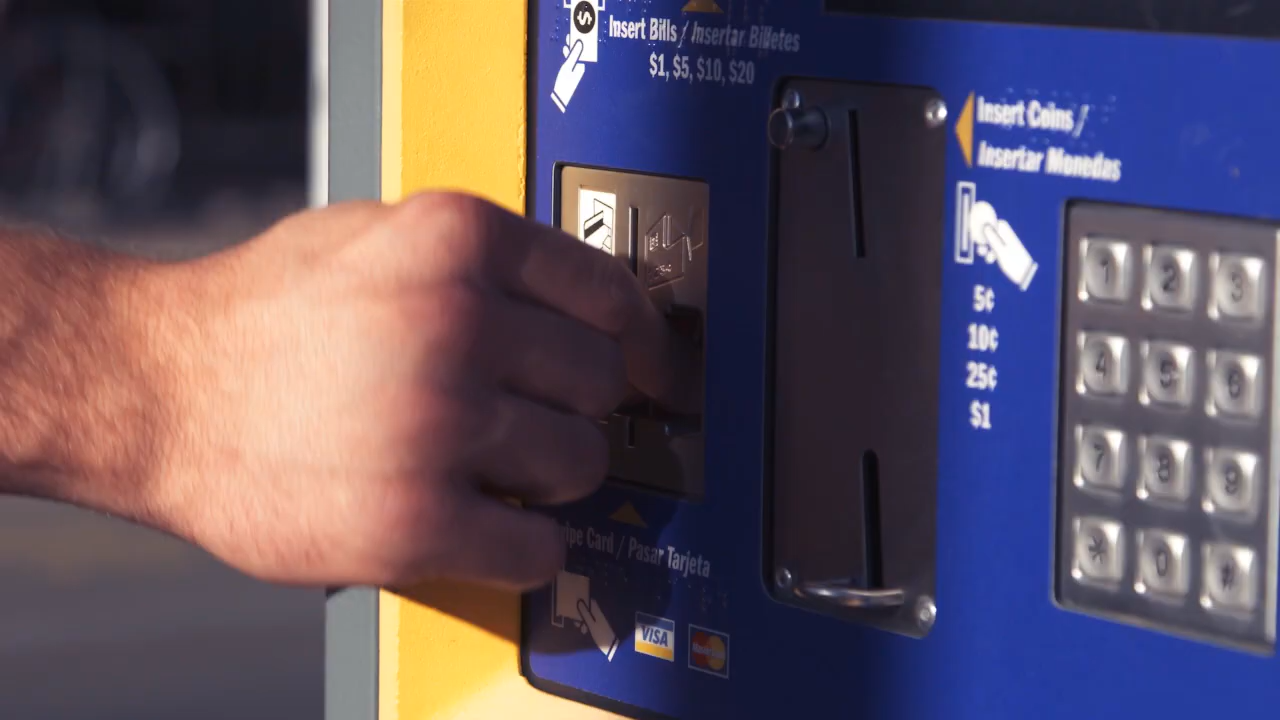 Insert Bills / Insertar Billetes
$1, $5, $10, $20
Insert Coins /
Insertar Monedas
5¢
10¢
25¢
$1
1 2 3
4 5 6
7 8 9
* 0 #
Card / Pasar Tarjeta
VISA
MasterCard